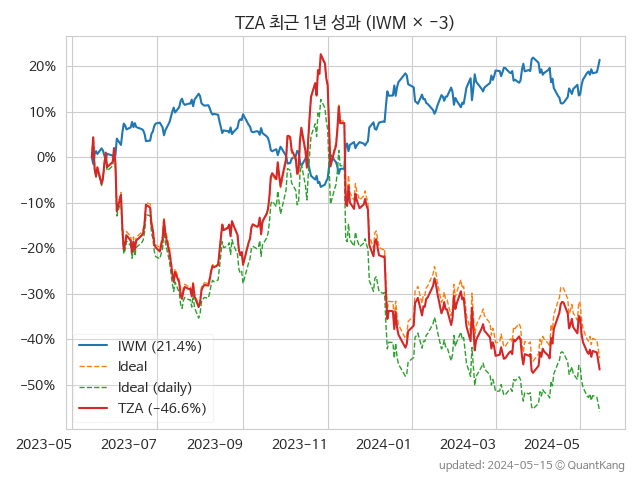 TZA 최근 1년 성과 (IWM × −3)
20%
10%
0%
−10%
−20%
−30%
−40%
−50%
IWM (21.4%)
Ideal
Ideal (daily)
TZA (−46.6%)
2023-05 2023-07 2023-09 2023-11 2024-01 2024-03 2024-05
updated: 2024-05-15 © QuantKang